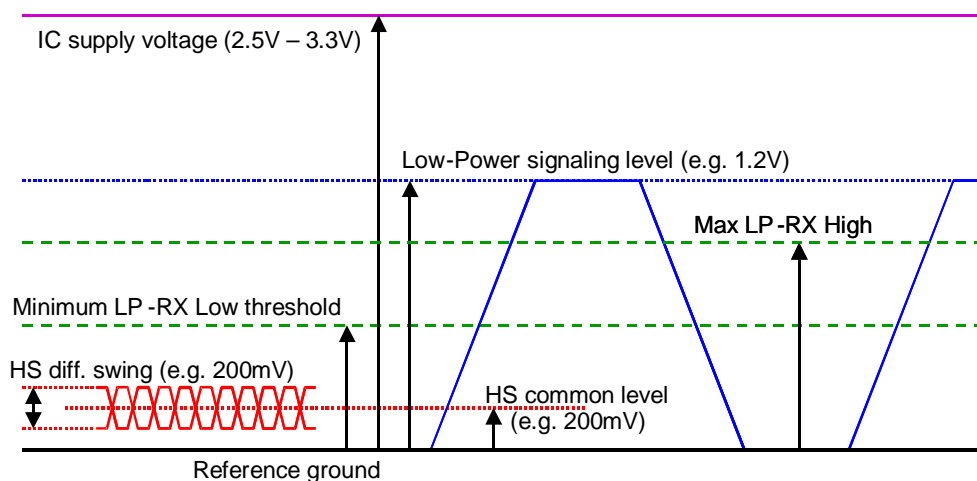 IC supply voltage (2.5V – 3.3V)
Low-Power signaling level (e.g. 1.2V)
Max LP -RX High
Minimum LP -RX Low threshold
HS diff. swing (e.g. 200mV)
HS common level
(e.g. 200mV)
Reference ground